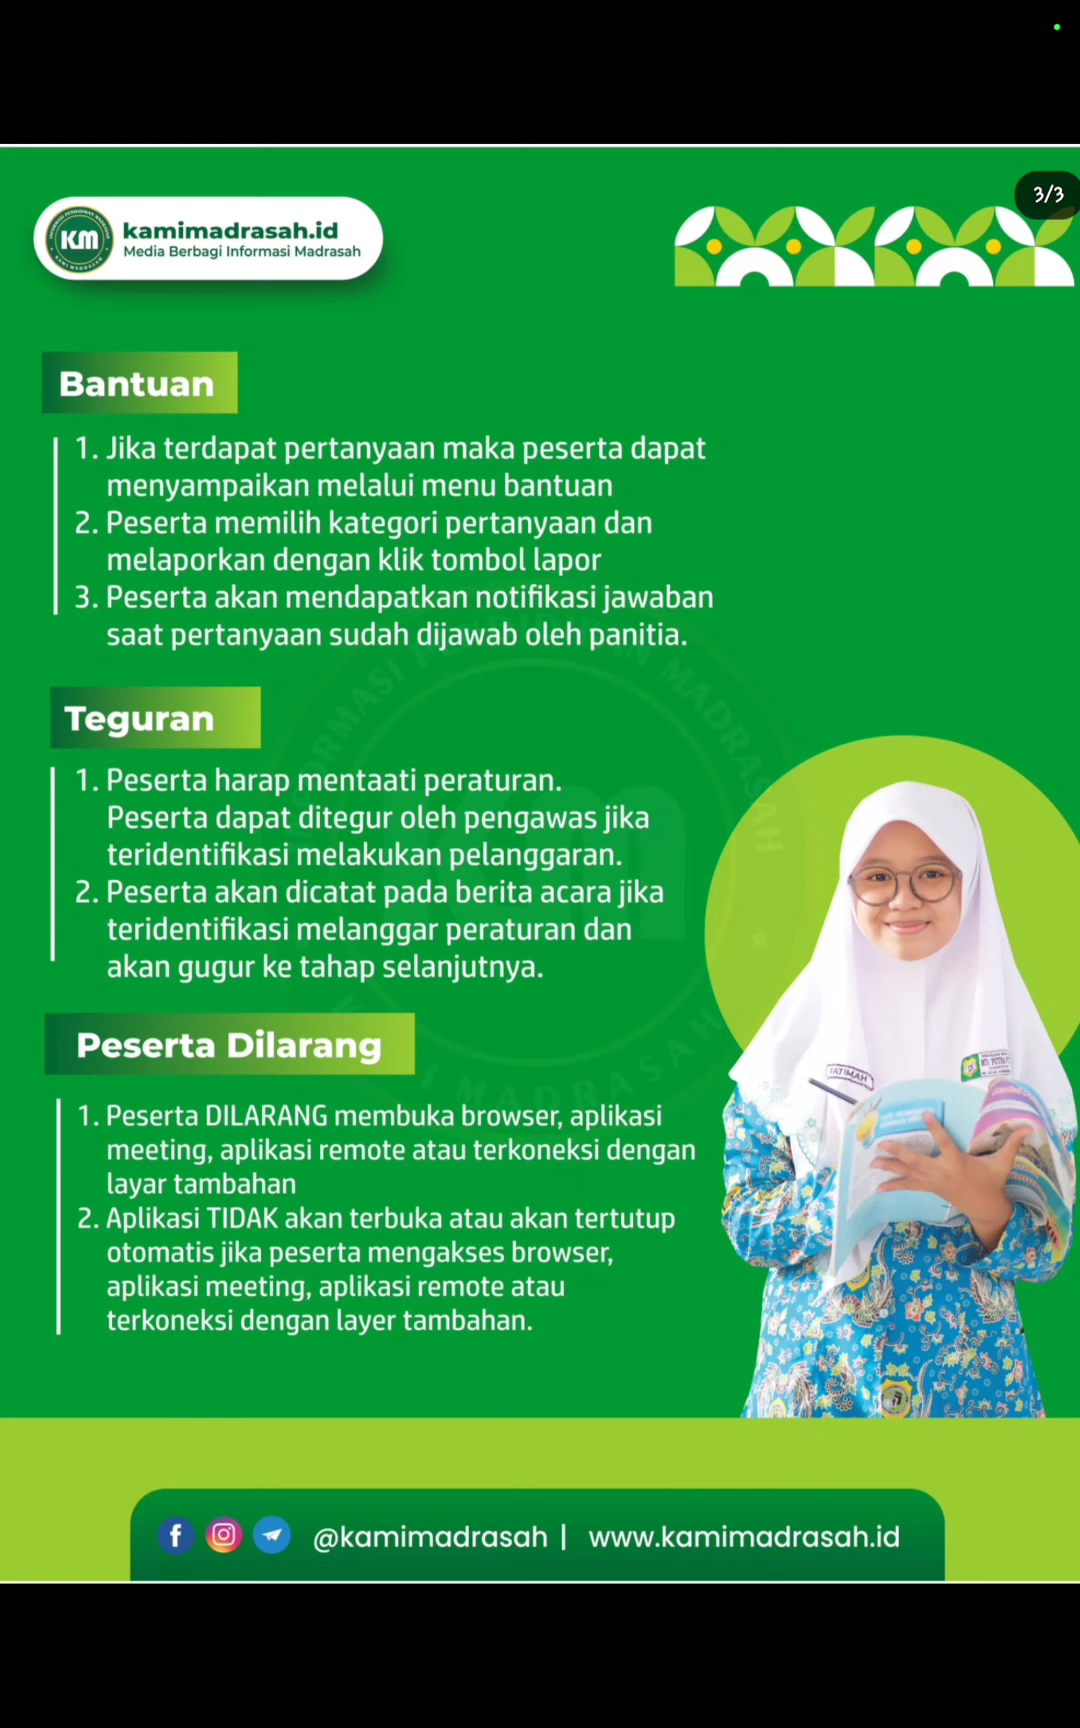 3/3
KM
kamimadrasah.id
Media Berbagi Informasi Madrasah
Bantuan
1. Jika terdapat pertanyaan maka peserta dapat
menyampaikan melalui menu bantuan
2. Peserta memilih kategori pertanyaan dan
melaporkan dengan klik tombol lapor
3. Peserta akan mendapatkan notifikasi jawaban
saat pertanyaan sudah dijawab oleh panitia.
Teguran
1. Peserta harap mentaati peraturan.
Peserta dapat ditegur oleh pengawas jika
teridentifikasi melakukan pelanggaran.
2. Peserta akan dicatat pada berita acara jika
teridentifikasi melanggar peraturan dan
akan gugur ke tahap selanjutnya.
Peserta Dilarang
1. Peserta DILARANG membuka browser, aplikasi
meeting, aplikasi remote atau terkoneksi dengan
layar tambahan
2. Aplikasi TIDAK akan terbuka atau akan tertutup
otomatis jika peserta mengakses browser,
aplikasi meeting, aplikasi remote atau
terkoneksi dengan layer tambahan.
FATIMAH
@kamimadrasah | www.kamimadrasah.id